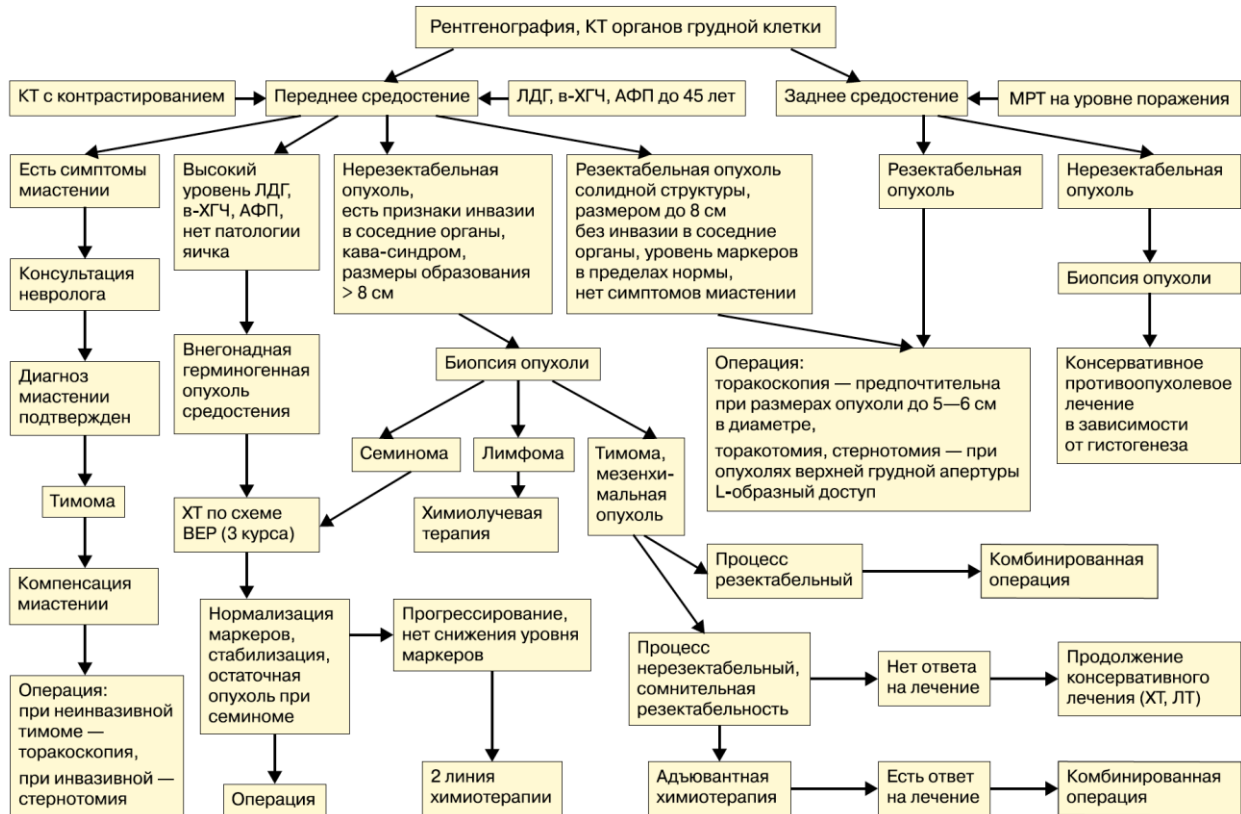 Рентгенография, КТ органов грудной клетки
КТ с контрастированием
Переднее средостение
ЛДГ, в-ХГЧ, АФП до 45 лет
Заднее средостение
МРТ на уровне поражения
Есть симптомы
миастении
Высокий
уровень ЛДГ,
в-ХГЧ, АФП,
нет патологии
яичка
Нерезектабельная
опухоль,
есть признаки инвазии
в соседние органы,
кава-синдром,
размеры образования
> 8 см
Резектабельная опухоль
солидной структуры,
размером до 8 см
без инвазии в соседние
органы, уровень маркеров
в пределах нормы,
нет симптомов миастении
Резектабельная
опухоль
Нерезектабельная
опухоль
Консультация
невролога
Биопсия опухоли
Диагноз
миастении
подтвержден
Внегонадная
герминогенная
опухоль
средостения
Биопсия опухоли
Операция:
торакоскопия — предпочтительна
при размерах опухоли до 5—6 см
в диаметре,
торакотомия, стернотомия — при
опухолях верхней грудной апертуры
L-образный доступ
Консервативное
противоопухолевое
лечение
в зависимости
от гистогенеза
Семинома
Лимфома
Тимома,
мезенхи-
мальная
опухоль
Тимома
ХТ по схеме
ВЕР (3 курса)
Химиолучевая
терапия
Процесс
резектабельный
Комбинированная
операция
Компенсация
миастении
Нормализация
маркеров,
стабилизация,
остаточная
опухоль при
семиноме
Прогрессирование,
нет снижения уровня
маркеров
Процесс
нерезектабельный,
сомнительная
резектабельность
Нет ответа
на лечение
Продолжение
консервативного
лечения (ХТ, ЛТ)
Операция:
при неинвазивной
тимоме —
торакоскопия,
при инвазивной —
стернотомия
Операция
2 линия
химиотерапии
Адъювантная
химиотерапия
Есть ответ
на лечение
Комбинированная
операция